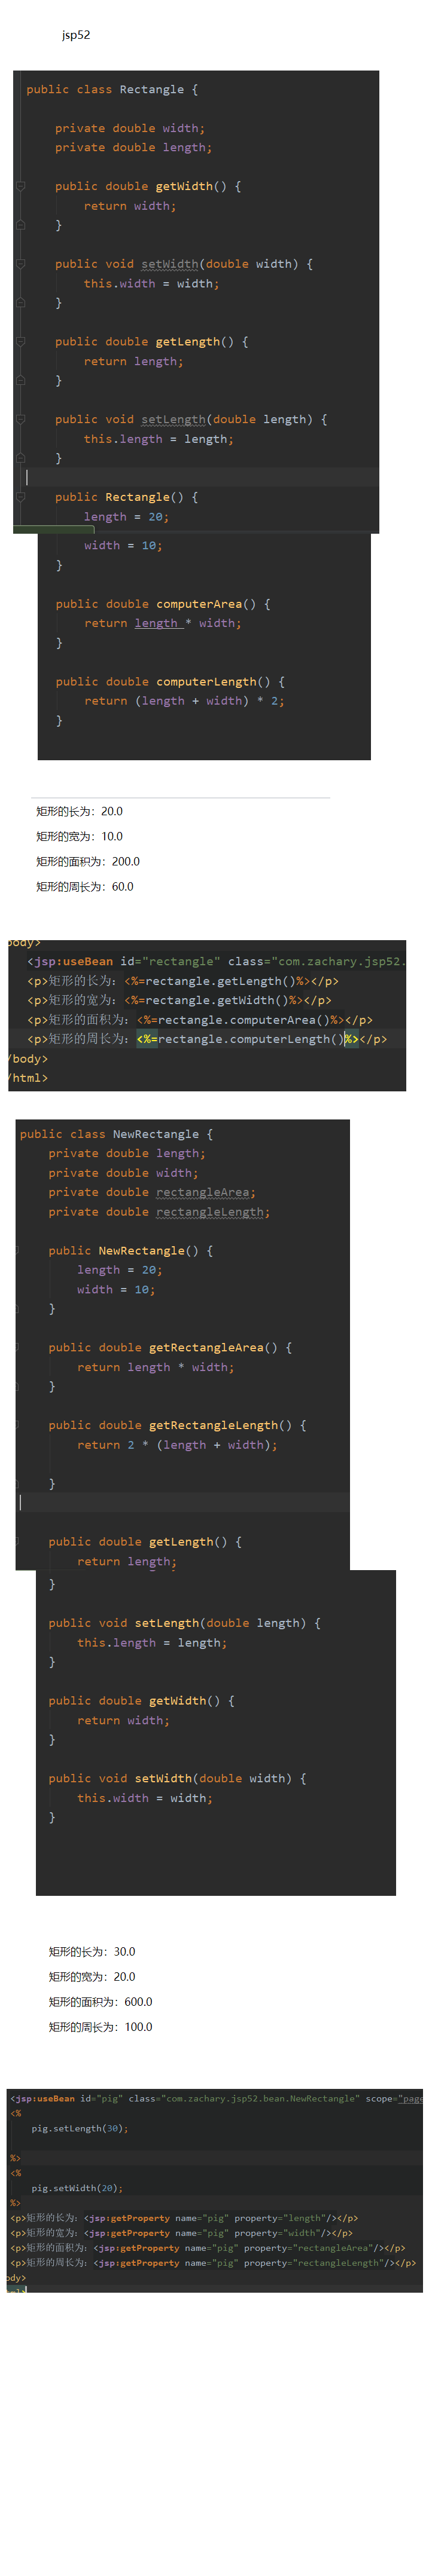 jsp52
public class Rectangle {
private double width;
private double length;
public double getWidth() {
return width;
}
public void setWidth(double width) {
this.width = width;
}
public double getLength() {
return length;
}
public void setLength(double length) {
this.length = length;
}
public Rectangle() {
length = 20;
width = 10;
}
public double computerArea() {
return length * width;
}
public double computerLength() {
return (length + width) * 2;
}
矩形的长为：20.0
矩形的宽为：10.0
矩形的面积为：200.0
矩形的周长为：60.0
body>
<jsp:useBean id="rectangle" class="com.zachary.jsp52.
<p>矩形的长为：<%=rectangle.getLength()%></p>
<p>矩形的宽为：<%=rectangle.getWidth()%></p>
<p>矩形的面积为：<%=rectangle.computerArea()%></p>
<p>矩形的周长为：<%=rectangle.computerLength()%></p>
/body>
/html>
public class NewRectangle {
private double length;
private double width;
private double rectangleArea;
private double rectangleLength;
public NewRectangle() {
length = 20;
width = 10;
}
public double getRectangleArea() {
return length * width;
}
public double getRectangleLength() {
return 2 * (length + width);
}
public double getLength() {
return length;
}
public void setLength(double length) {
this.length = length;
}
public double getWidth() {
return width;
}
public void setWidth(double width) {
this.width = width;
}
矩形的长为：30.0
矩形的宽为：20.0
矩形的面积为：600.0
矩形的周长为：100.0
<jsp:useBean id="pig" class="com.zachary.jsp52.bean.NewRectangle" scope="page
<%
pig.setLength(30);
%>
<%
pig.setWidth(20);
%>
<p>矩形的长为：<jsp:getProperty name="pig" property="length"/></p>
<p>矩形的宽为：<jsp:getProperty name="pig" property="width"/></p>
<p>矩形的面积为：<jsp:getProperty name="pig" property="rectangleArea"/></p>
<p>矩形的周长为：<jsp:getProperty name="pig" property="rectangleLength"/></p>
ody>